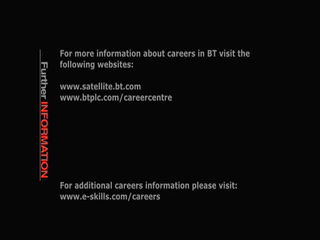 For more information about careers in BT visit the
following websites:
www.satellite.bt.com
www.btplc.com/careercentre
Further INFORMATION
For additional careers information please visit:
www.e-skills.com/careers